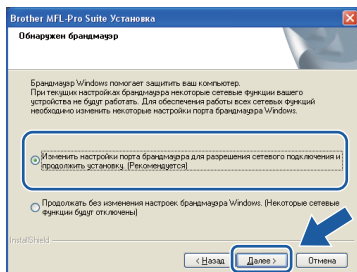 Brother MFL-Pro Suite Установка
Обнаружен брандмауэр
Брандмауэр Windows помогает защитить ваш компьютер.
При текущих настройках брандмауэра некоторые сетевые функции вашего
устройства не будут работать. Для обеспечения работы всех сетевых функций
необходимо изменить некоторые настройки порта брандмауэра Windows.
Изменить настройки порта брандмауэра для разрешения сетевого подключения и
продолжить установку. (Рекомендуется)
Продолжать без изменения настроек брандмауэра Windows. (Некоторые сетевые
функции будут отключены)
InstallShield
< Назад
Далее >
Отмена